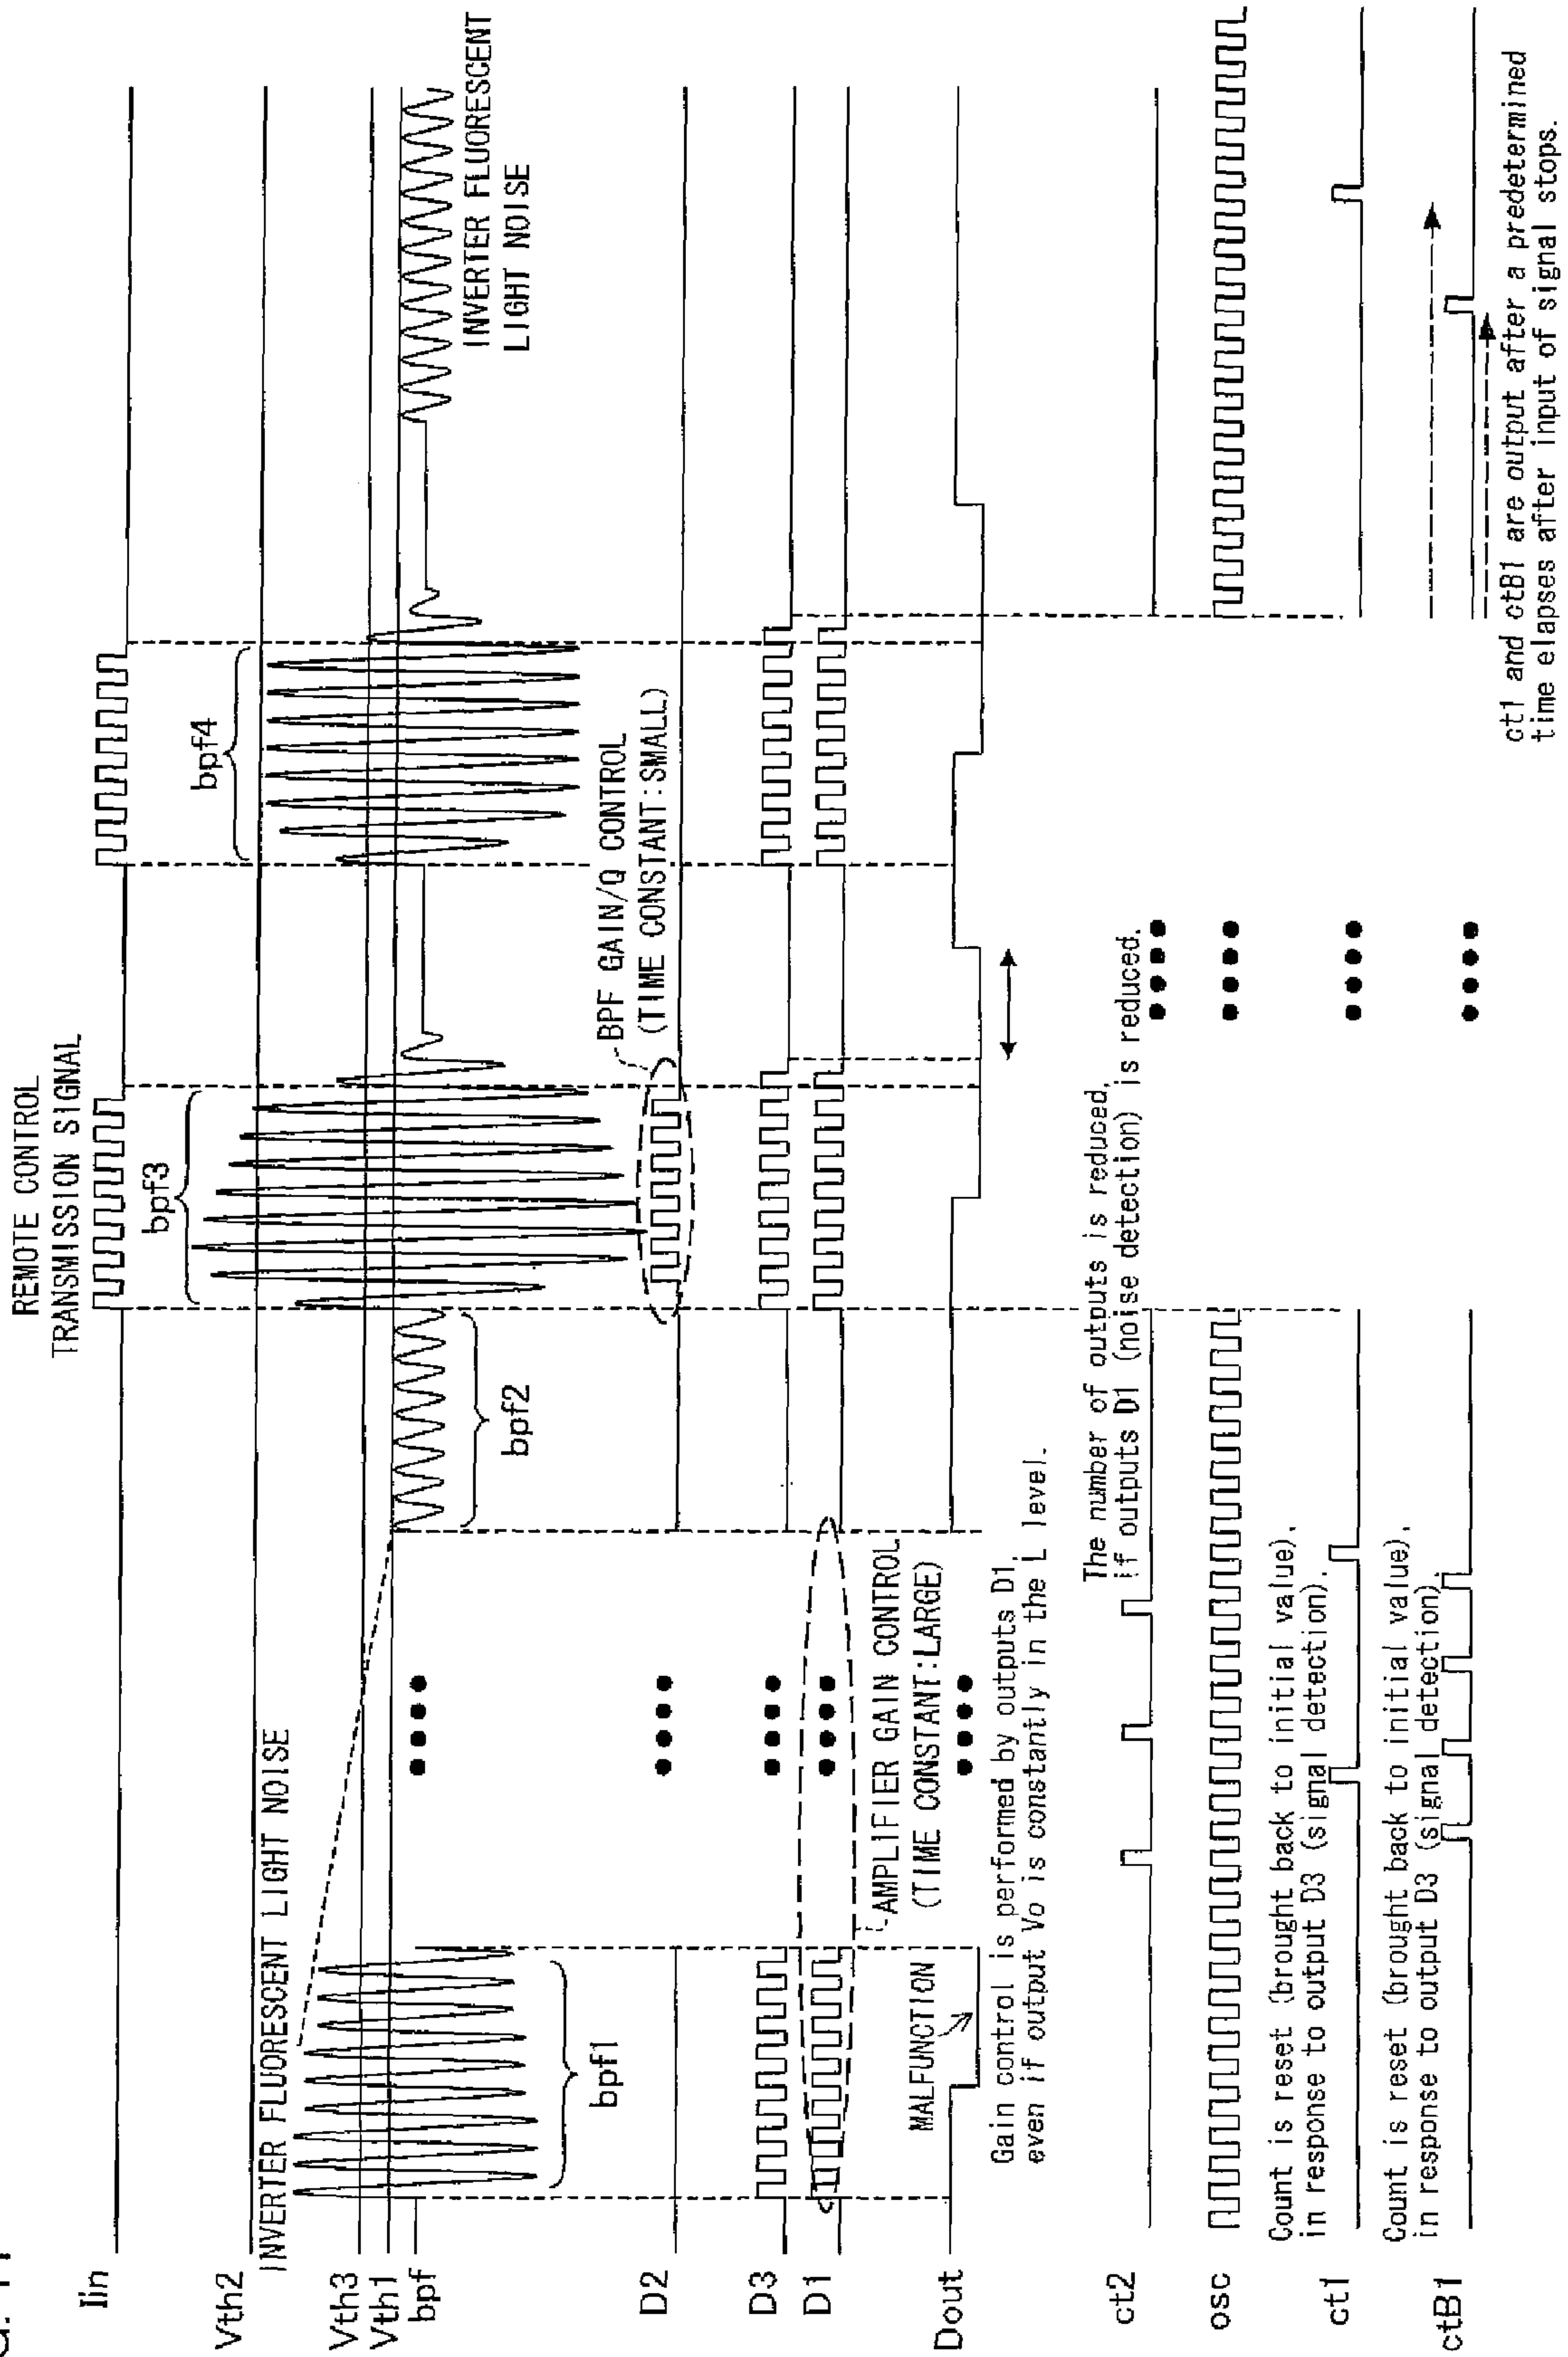 REMOTE CONTROL
TRANSMISSION SIGNAL
Iin
Vth2
INVERTER FLUORESCENT LIGHT NOISE
bpf3
bpf4
Vth3
Vth1
bpf
bpf1
bpf2
INVERTER FLUORESCENT
LIGHT NOISE
BPF GAIN/Q CONTROL
(TIME CONSTANT:SMALL)
D2
D3
D1
AMPLIFIER GAIN CONTROL
(TIME CONSTANT:LARGE)
MALFUNCTION
Dout
Gain control is performed by outputs D1,
even if output Vo is constantly in the L level.
The number of outputs is reduced,
if outputs D1 (noise detection) is reduced.
ct2
osc
Count is reset (brought back to initial value),
in response to output D3 (signal detection).
ct1
Count is reset (brought back to initial value),
in response to output D3 (signal detection).
ctB1
ct1 and ctB1 are output after a predetermined
time elapses after input of signal stops.